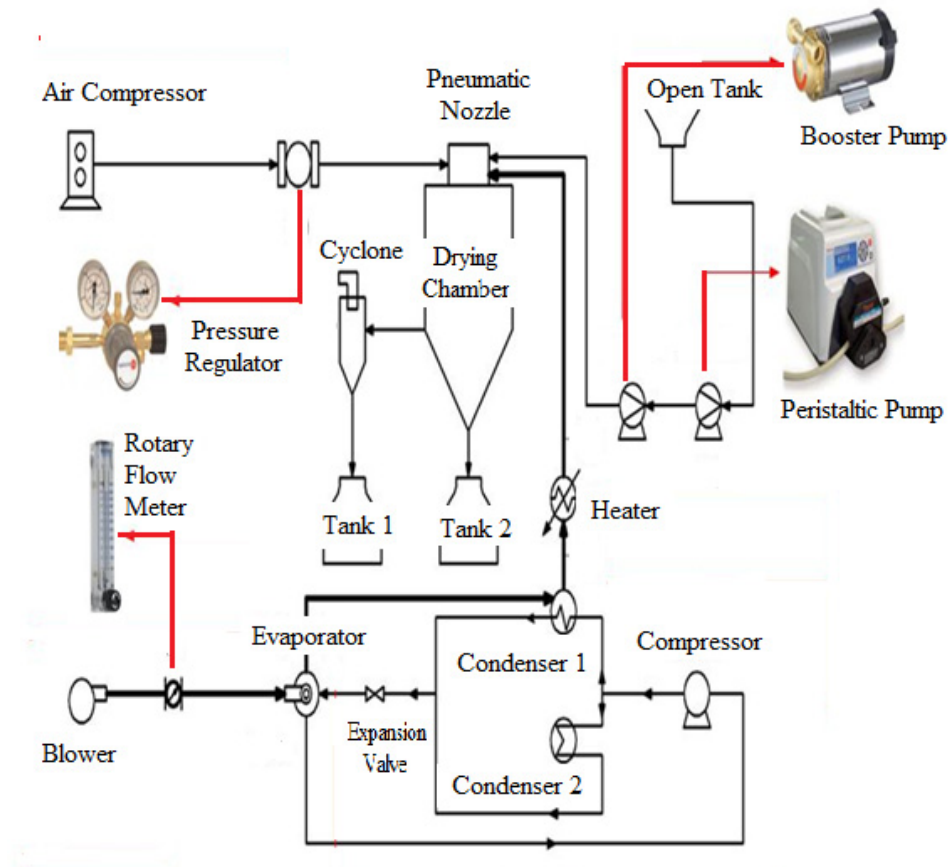 Air Compressor
Pneumatic
Nozzle
Open Tank
Booster Pump
Cyclone
Drying
Chamber
Pressure
Regulator
Peristaltic Pump
Rotary
Flow
Meter
Tank 1
Tank 2
Heater
Evaporator
Condenser 1
Compressor
Blower
Expansion
Valve
Condenser 2